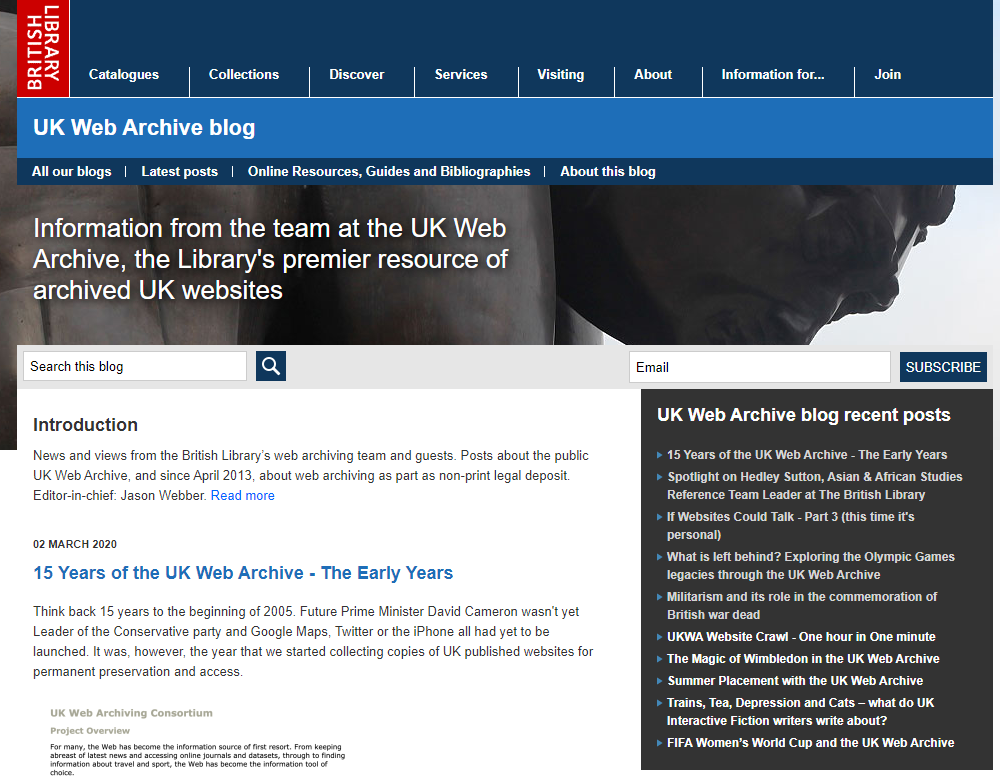 BRITISH
LIBRARY
Catalogues
Collections
Discover
Services
Visiting
About
Information for...
Join
UK Web Archive blog
All our blogs
Latest posts
Online Resources, Guides and Bibliographies
About this blog
Information from the team at the UK Web
Archive, the Library's premier resource of
archived UK websites
Search this blog
Email
SUBSCRIBE
Introduction
News and views from the British Library’s web archiving team and guests. Posts about the public
UK Web Archive, and since April 2013, about web archiving as part as non-print legal deposit.
Editor-in-chief: Jason Webber. Read more
02 MARCH 2020
15 Years of the UK Web Archive - The Early Years
Think back 15 years to the beginning of 2005. Future Prime Minister David Cameron wasn’t yet
Leader of the Conservative party and Google Maps, Twitter or the iPhone all had yet to be
launched. It was, however, the year that we started collecting copies of UK published websites for
permanent preservation and access.
UK Web Archiving Consortium
Project Overview
For many, the Web has become the information source of first resort. From keeping
abreast of latest news and accessing online journals and datasets, through to finding
information about travel and sport, the Web has become the information tool of
choice.
UK Web Archive blog recent posts
15 Years of the UK Web Archive - The Early Years
Spotlight on Hedley Sutton, Asian & African Studies
Reference Team Leader at The British Library
If Websites Could Talk - Part 3 (this time it's
personal)
What is left behind? Exploring the Olympic Games
legacies through the UK Web Archive
Militarism and its role in the commemoration of
British war dead
UKWA Website Crawl - One hour in One minute
The Magic of Wimbledon in the UK Web Archive
Summer Placement with the UK Web Archive
Trains, Tea, Depression and Cats – what do UK
Interactive Fiction writers write about?
FIFA Women’s World Cup and the UK Web Archive